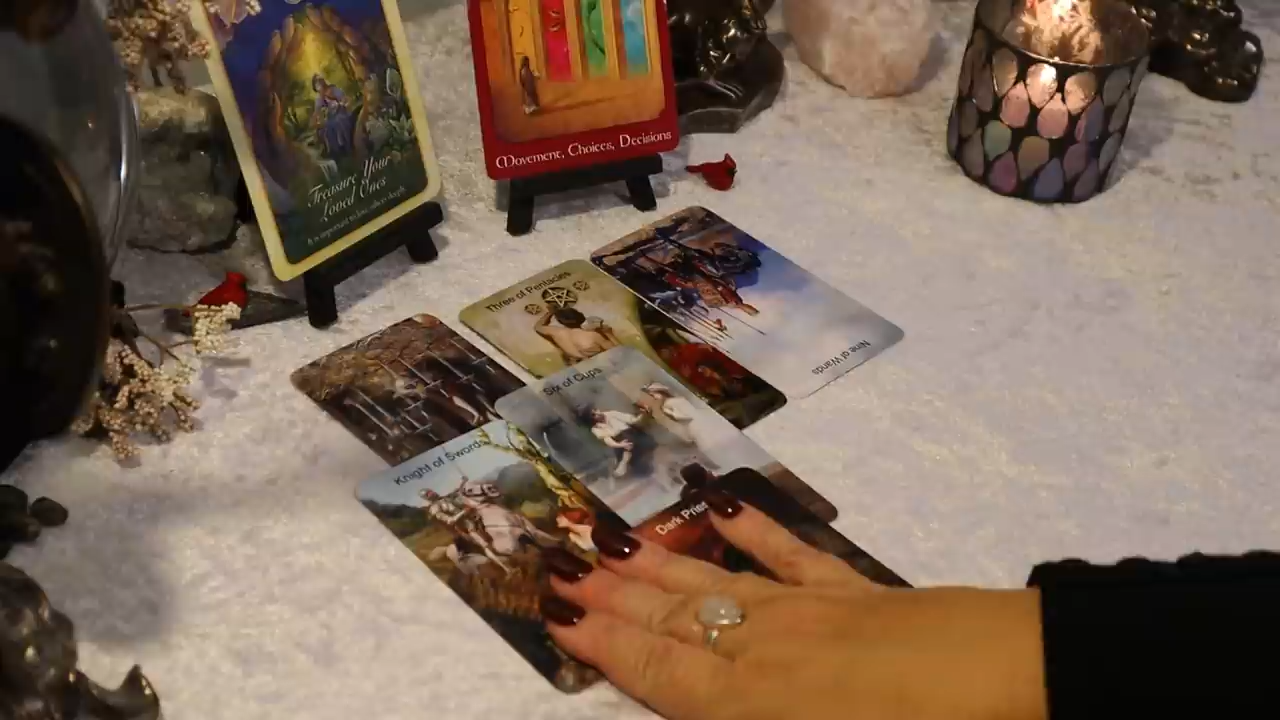 Treasure Your
Loved Ones
Movement, Choices, Decisions
Three of Pentacles
Nine of Wands
Six of Cups
Knight of Swords
Dark